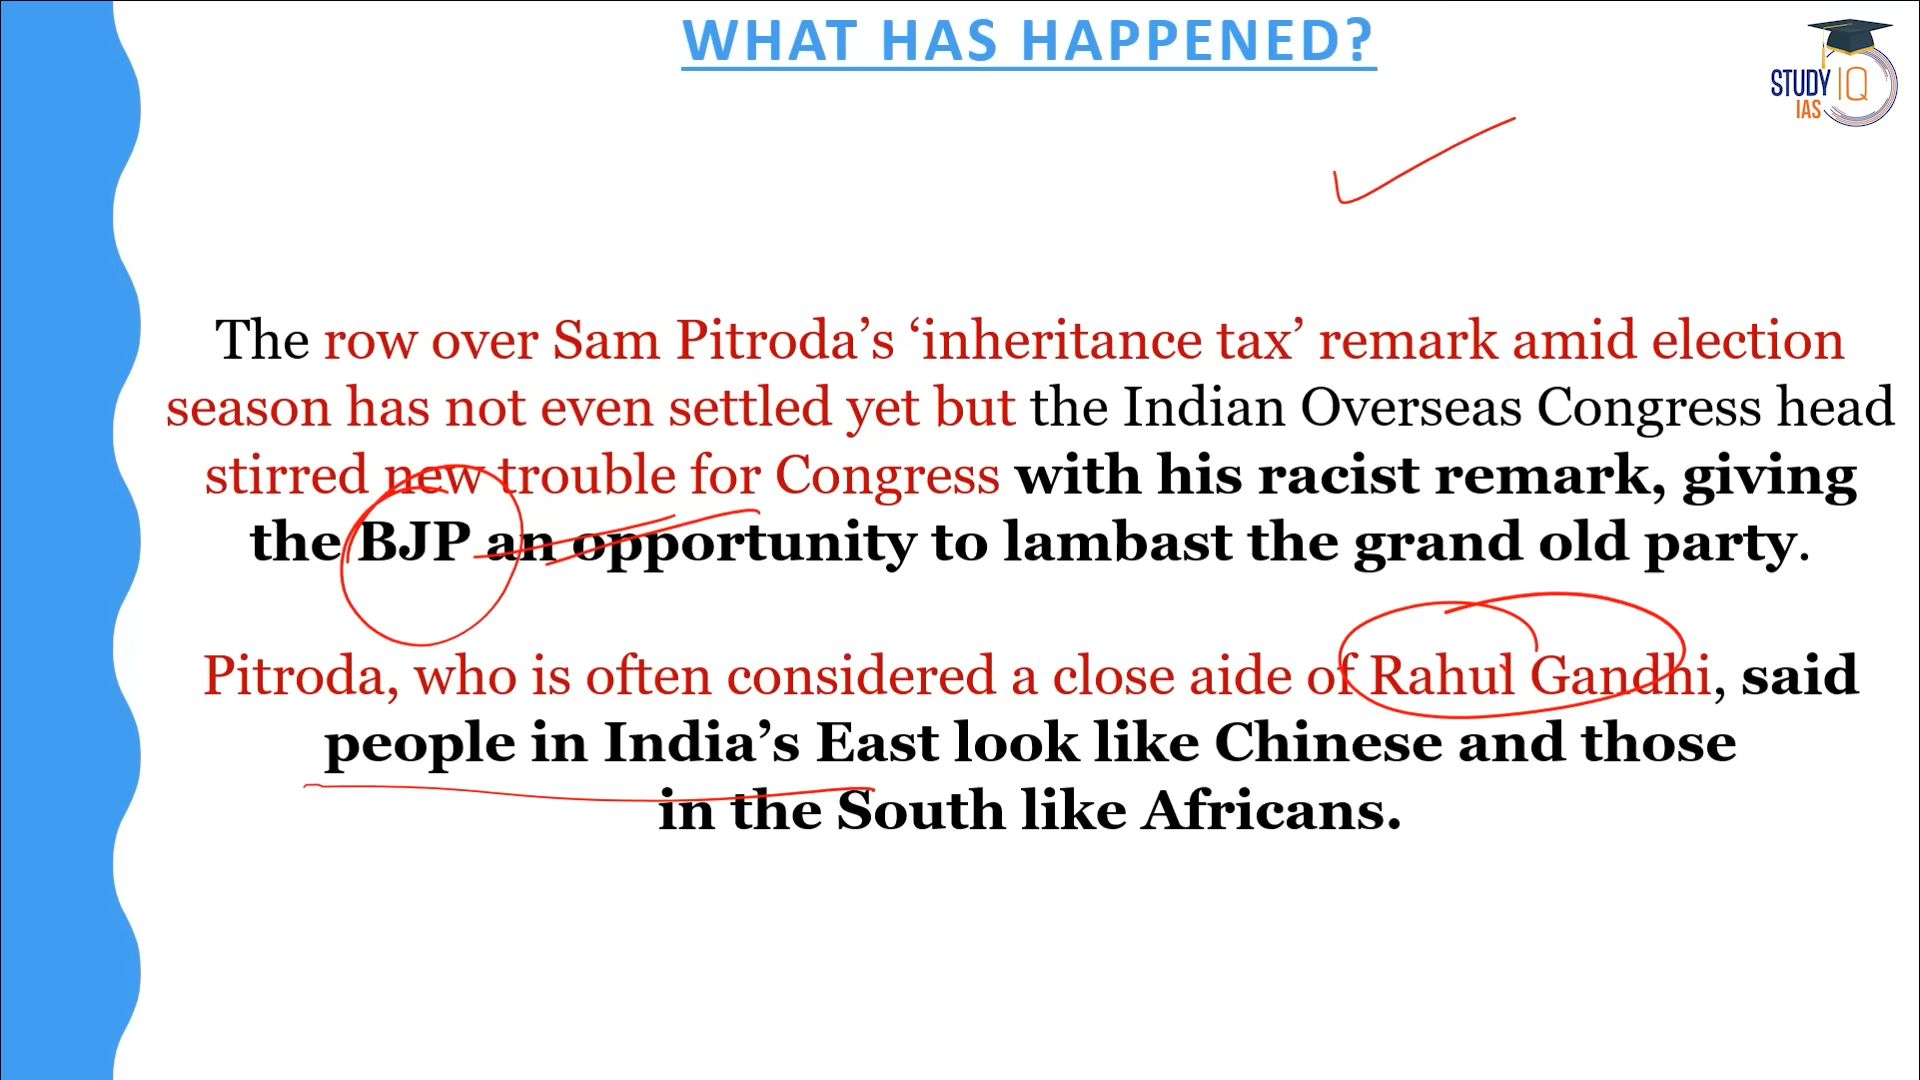 WHAT HAS HAPPENED?
STUDY IQ
IAS
The row over Sam Pitroda’s ‘inheritance tax’ remark amid election
season has not even settled yet but the Indian Overseas Congress head
stirred new trouble for Congress with his racist remark, giving
the BJP an opportunity to lambast the grand old party.
Pitroda, who is often considered a close aide of Rahul Gandhi, said
people in India’s East look like Chinese and those
in the South like Africans.